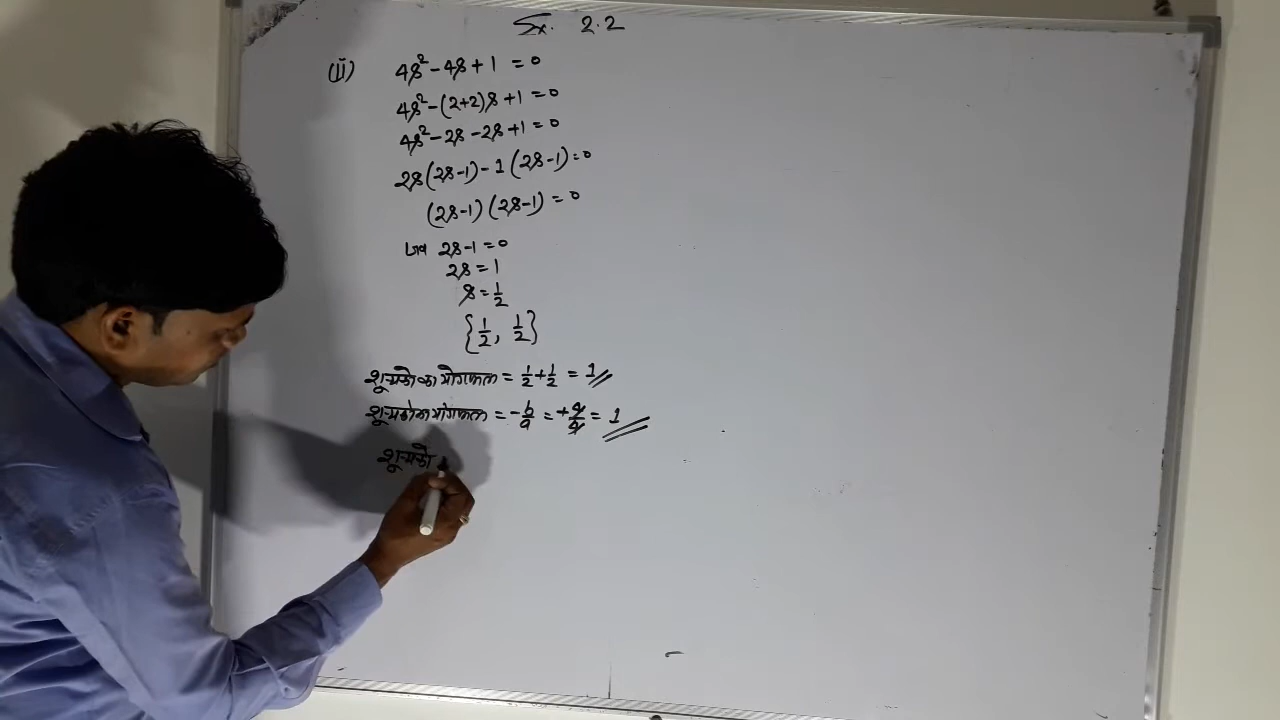 Ex. 2.2
(ii) 4s² - 4s + 1 = 0
4s² - (2+2)s + 1 = 0
4s² - 2s - 2s + 1 = 0
2s(2s-1) - 1(2s-1) = 0
(2s-1)(2s-1) = 0
जब 2s-1 = 0
2s = 1
s = 1/2
{1/2, 1/2}
शून्यको का योगफल = 1/2 + 1/2 = 1
शून्यको का योगफल = -b/a = +4/4 = 1
शून्यको